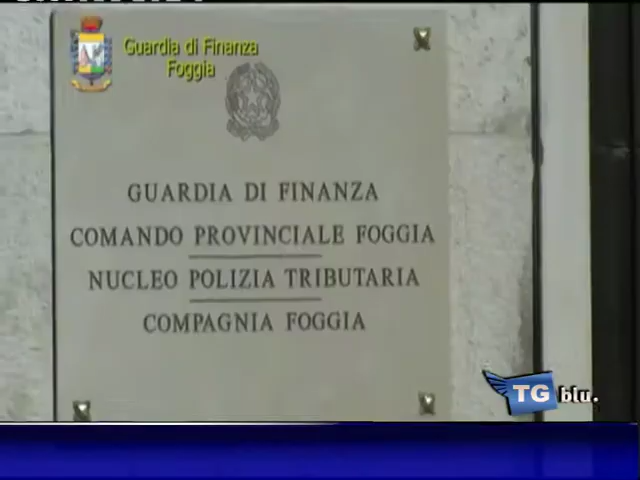 Guardia di Finanza
Foggia
GUARDIA DI FINANZA
COMANDO PROVINCIALE FOGGIA
NUCLEO POLIZIA TRIBUTARIA
COMPAGNIA FOGGIA
TG blu.